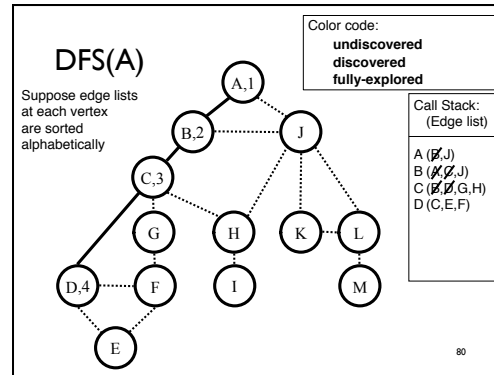 DFS(A)
Suppose edge lists
at each vertex
are sorted
alphabetically
Color code:
undiscovered
discovered
fully-explored
Call Stack:
(Edge list)
A (B,J)
B (A,C,J)
C (B,D,G,H)
D (C,E,F)
A,1
B,2
J
C,3
G
H
K
L
D,4
F
I
M
E
80